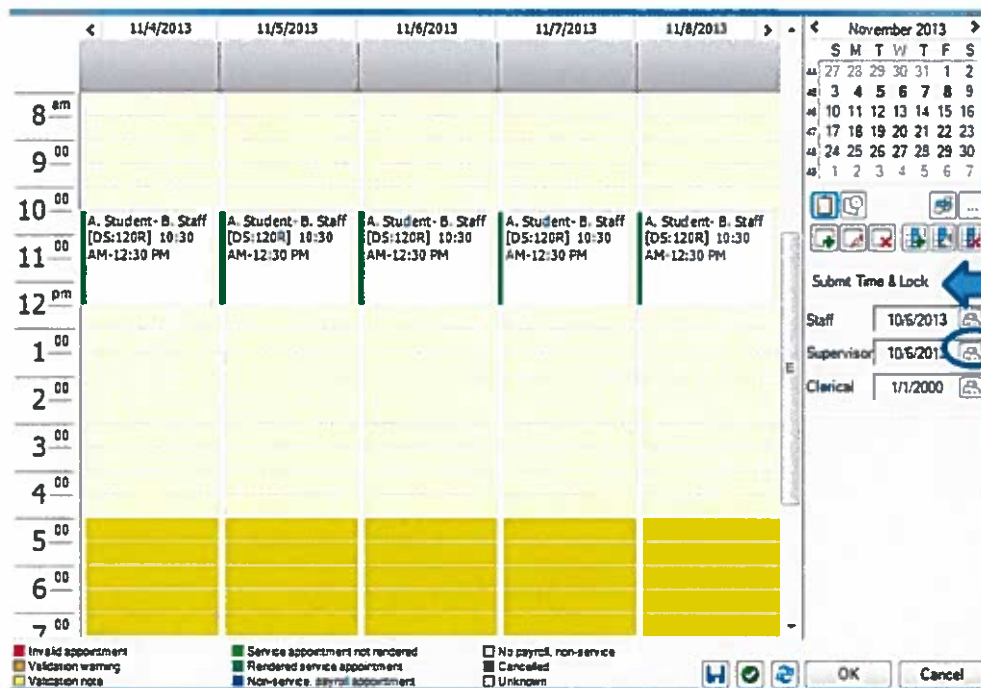 < 11/4/2013 11/5/2013 11/6/2013 11/7/2013 11/8/2013 >
< November 2013 >
S M T W T F S
44 27 28 29 30 31 1 2
45 3 4 5 6 7 8 9
46 10 11 12 13 14 15 16
47 17 18 19 20 21 22 23
48 24 25 26 27 28 29 30
49 1 2 3 4 5 6 7
8 am
9 00
10 00
11 00
12 pm
1 00
2 00
3 00
4 00
5 00
6 00
7 00
A. Student- B. Staff
[DS:120R] 10:30
AM-12:30 PM
A. Student- B. Staff
[DS:120R] 10:30
AM-12:30 PM
A. Student- B. Staff
[DS:120R] 10:30
AM-12:30 PM
A. Student- B. Staff
[DS:120R] 10:30
AM-12:30 PM
A. Student- B. Staff
[DS:120R] 10:30
AM-12:30 PM
...
Submit Time & Lock
Staff 10/6/2013
Supervisor 10/6/2013
Clerical 1/1/2000
Invalid appointment
Validation warning
Validation note
Service appointment not rendered
Rendered service appointment
Non-service, payroll appointment
No payroll, non-service
Cancelled
Unknown
OK Cancel